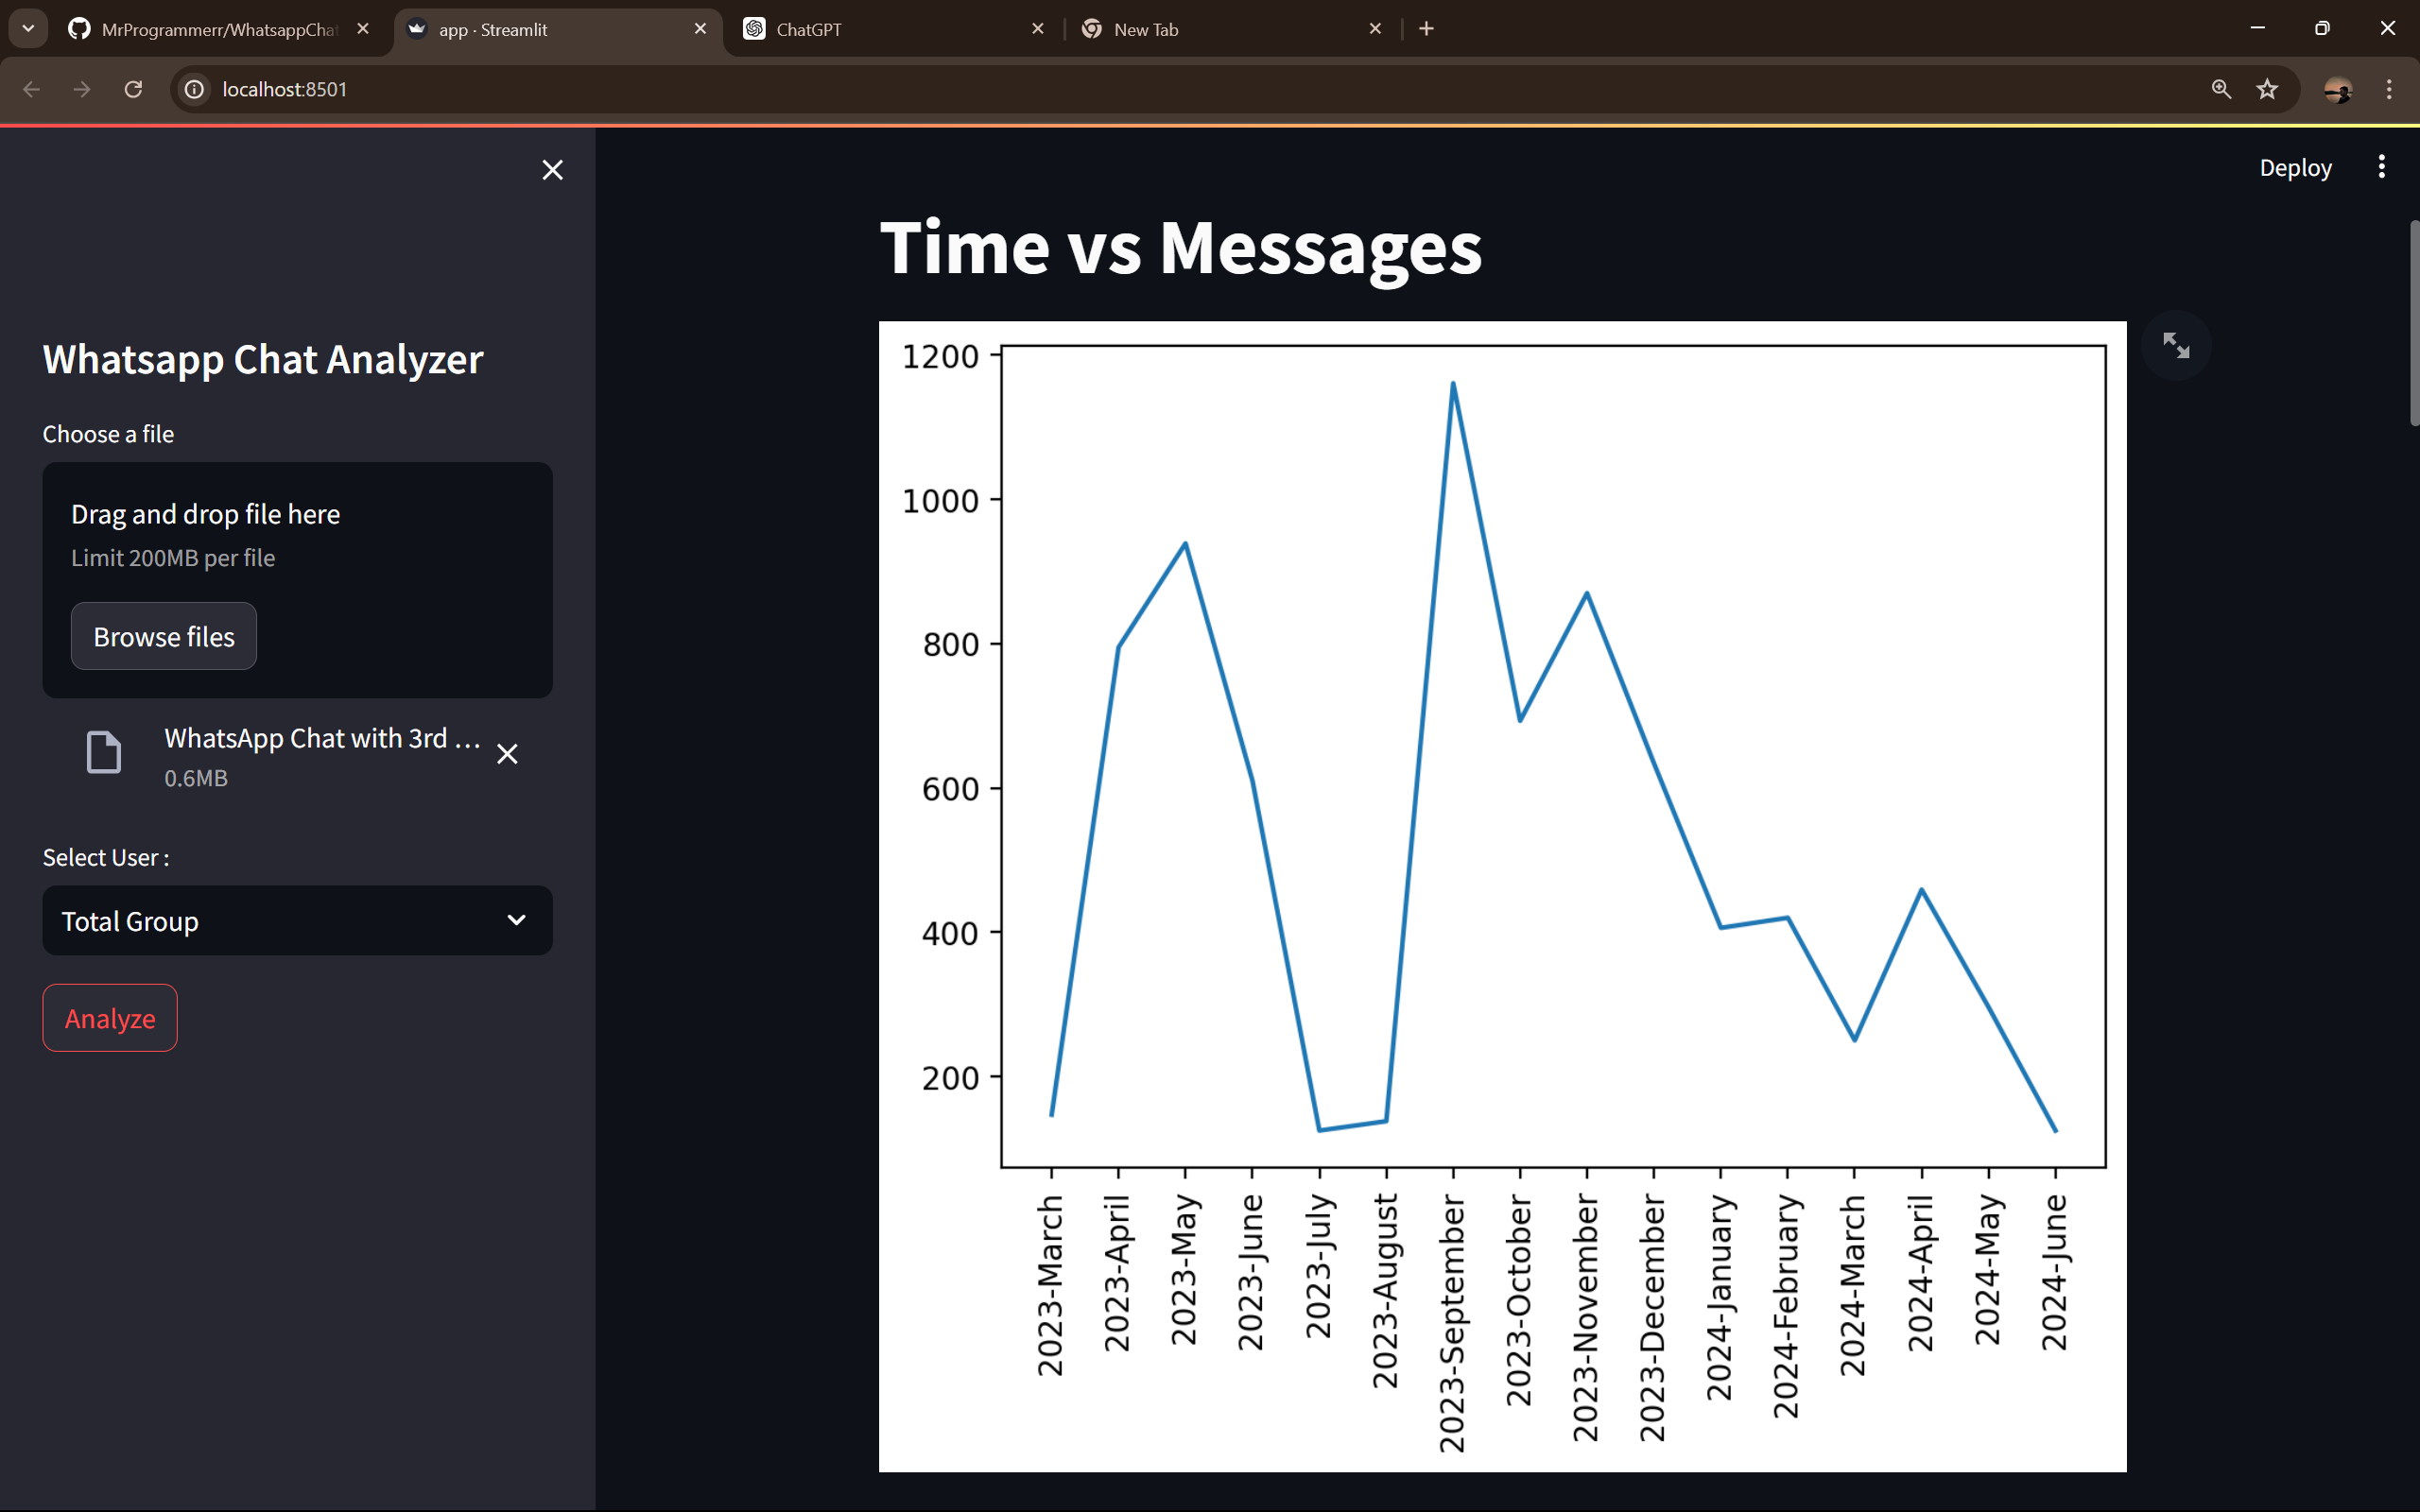 MrProgrammerr/WhatsappChat
app · Streamlit
ChatGPT
New Tab
localhost:8501
Deploy
Whatsapp Chat Analyzer
Choose a file
Drag and drop file here
Limit 200MB per file
Browse files
WhatsApp Chat with 3rd ...
0.6MB
Select User :
Total Group
Analyze
Time vs Messages
1200
1000
800
600
400
200
2023-March
2023-April
2023-May
2023-June
2023-July
2023-August
2023-September
2023-October
2023-November
2023-December
2024-January
2024-February
2024-March
2024-April
2024-May
2024-June